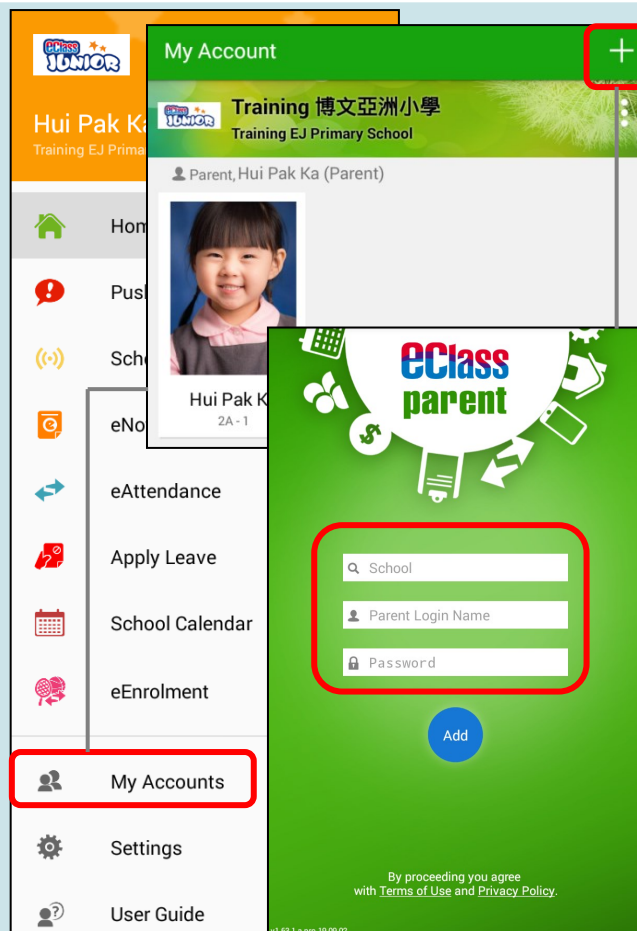 eClass
JUNIOR
Hui Pak Ka
Training EJ Prima
Home
Push
Scho
eNo
eAttendance
Apply Leave
School Calendar
eEnrolment
My Accounts
Settings
User Guide
My Account
+
eClass
JUNIOR
Training 博文亞洲小學
Training EJ Primary School
Parent, Hui Pak Ka (Parent)
Hui Pak K
2A - 1
eClass
parent
School
Parent Login Name
Password
Add
By proceeding you agree
with Terms of Use and Privacy Policy.